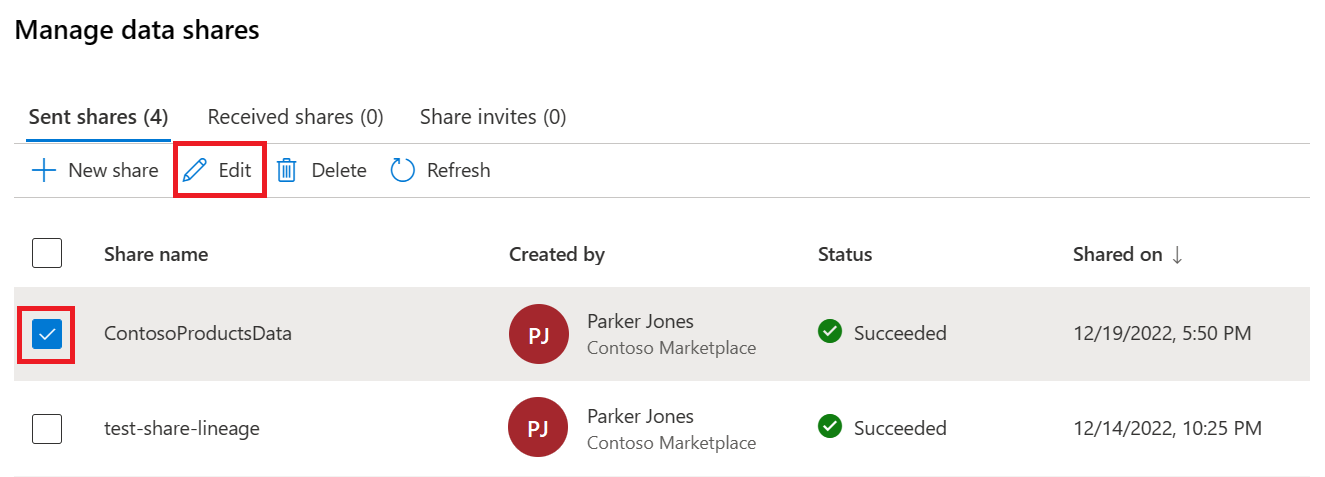 Manage data shares
Sent shares (4) Received shares (0) Share invites (0)
New share Edit Delete Refresh
Share name Created by Status Shared on ↓
ContosoProductsData PJ Parker Jones Succeeded 12/19/2022, 5:50 PM
Contoso Marketplace
test-share-lineage PJ Parker Jones Succeeded 12/14/2022, 10:25 PM
Contoso Marketplace